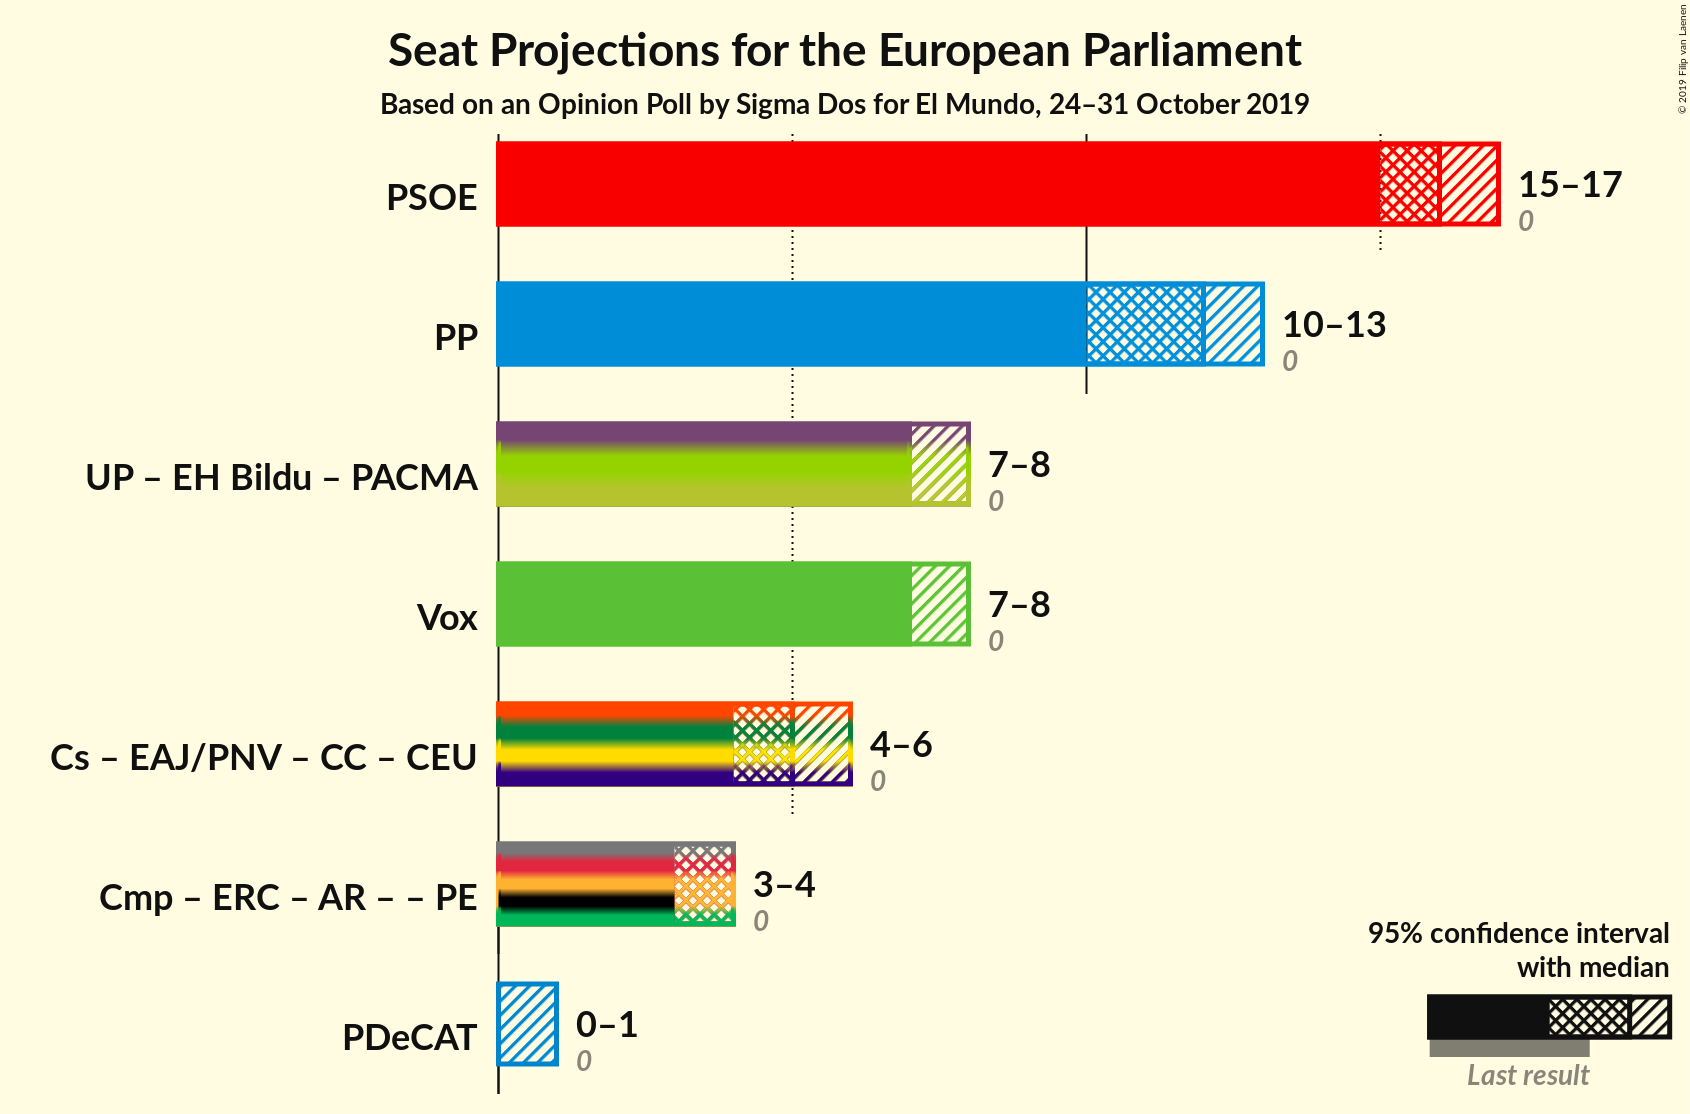 Seat Projections for the European Parliament
Based on an Opinion Poll by Sigma Dos for El Mundo, 24–31 October 2019
© 2019 Filip van Laenen
PSOE
15–17
0
PP
10–13
0
UP – EH Bildu – PACMA
7–8
0
Vox
7–8
0
Cs – EAJ/PNV – CC – CEU
4–6
0
Cmp – ERC – AR – – PE
3–4
0
PDeCAT
0–1
0
95% confidence interval
with median
Last result